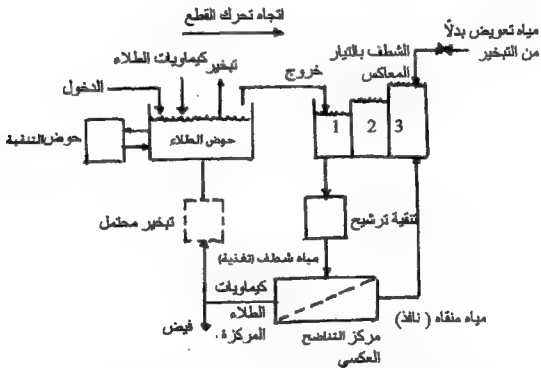 اتجاه تحرك القطع
مياه تعويض بدلاً
من التبخير
الشطف بالتيار
المعاكس
كيماويات الطلاء
تبخير
خروج
الدخول
1
2
3
حوض التنقية
حوض الطلاء
تبخير محتمل
تنقية ترشيح
مياه شطف (تغذية)
كيماويات
الطلاء
المركزة
فيض
مركز التناضح
العكسي
مياه منقاه (نافذ)